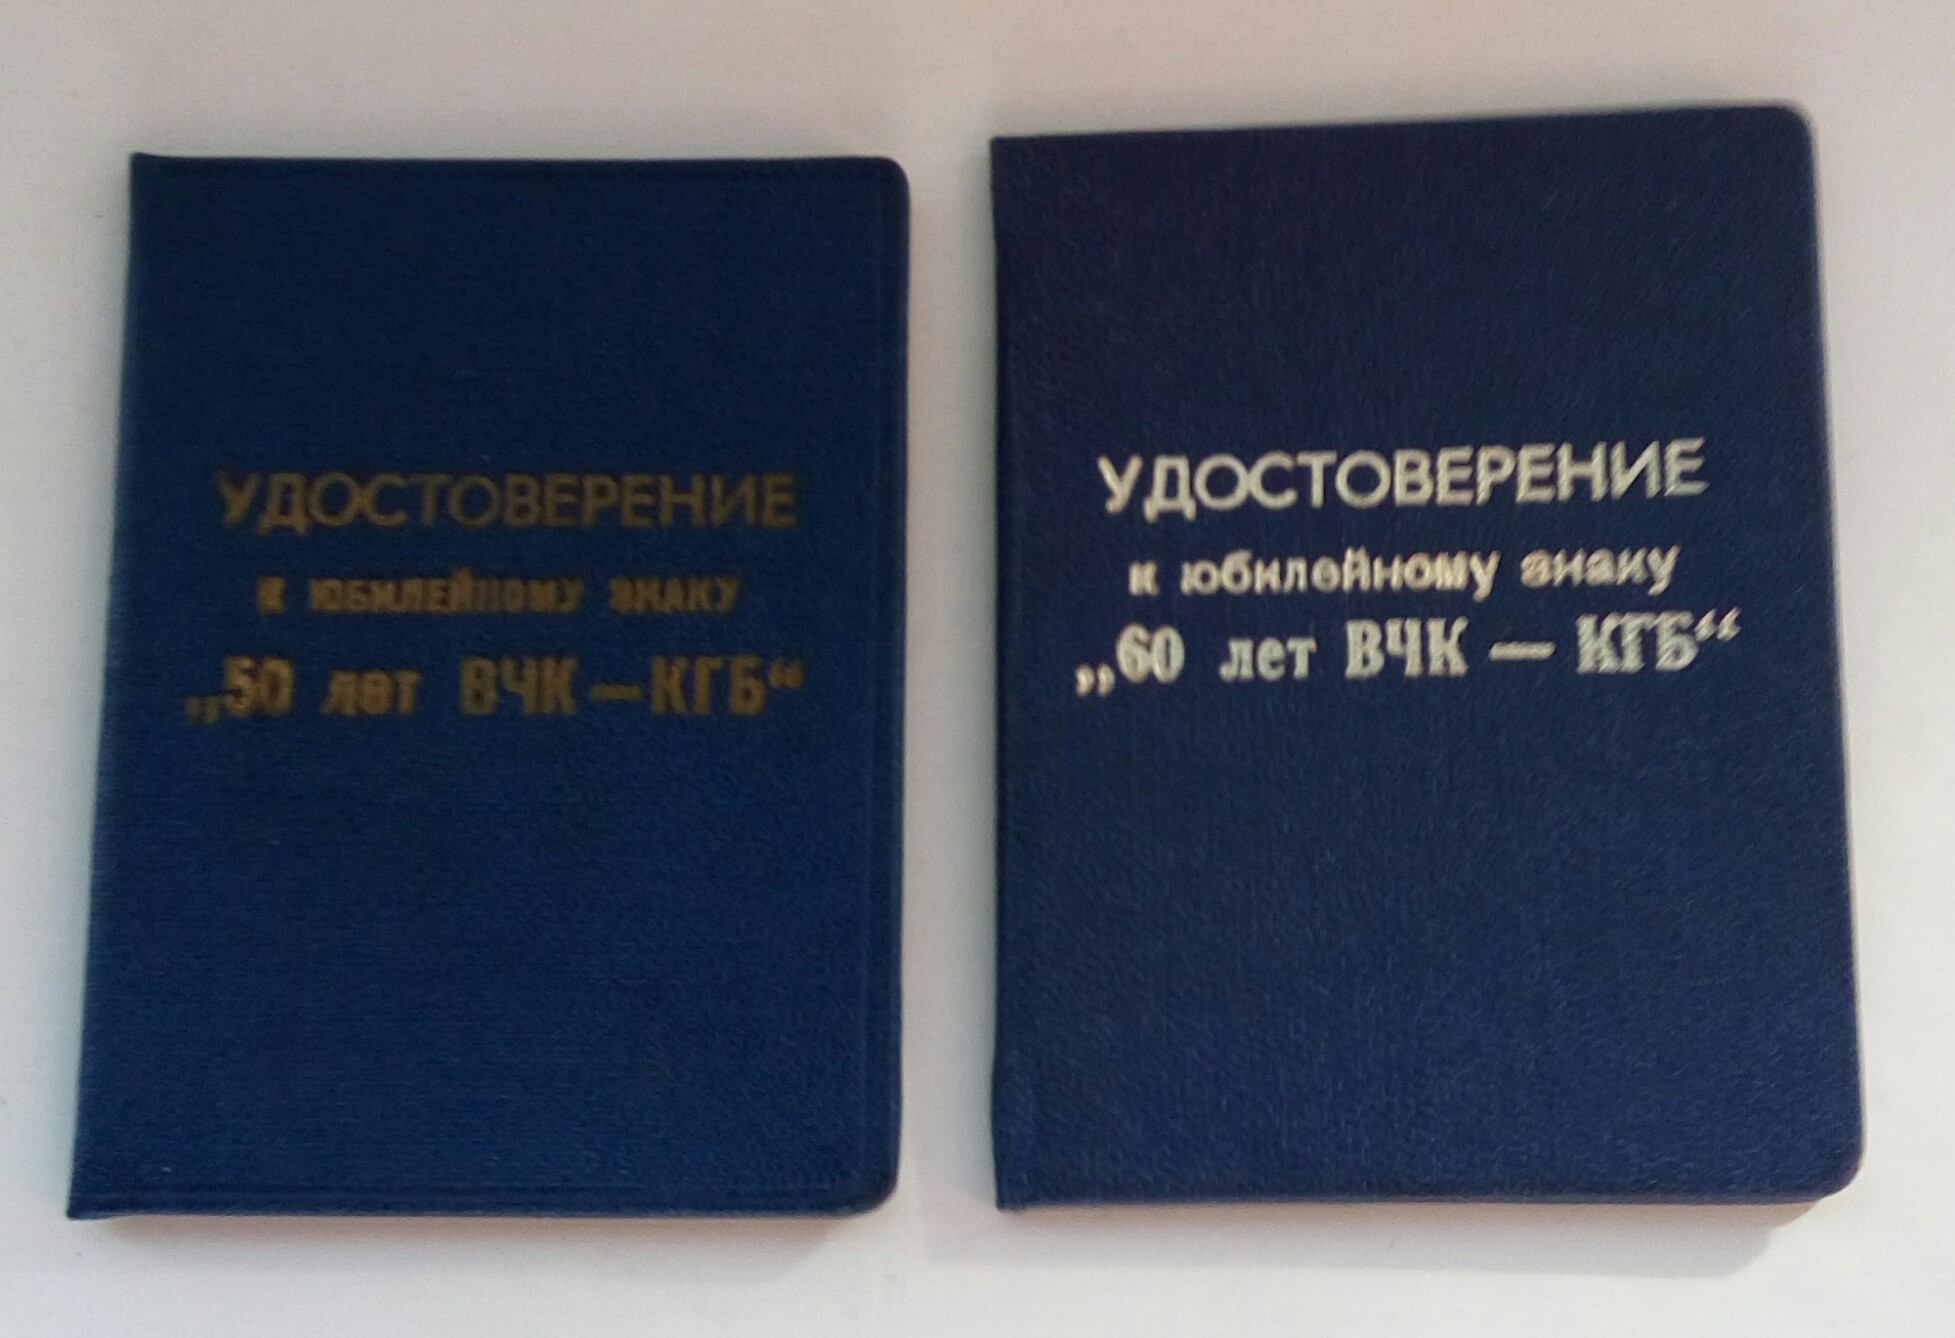 УДОСТОВЕРЕНИЕ
к юбилейному знаку
„50 лет ВЧК — КГБ“
УДОСТОВЕРЕНИЕ
к юбилейному знаку
„60 лет ВЧК — КГБ“